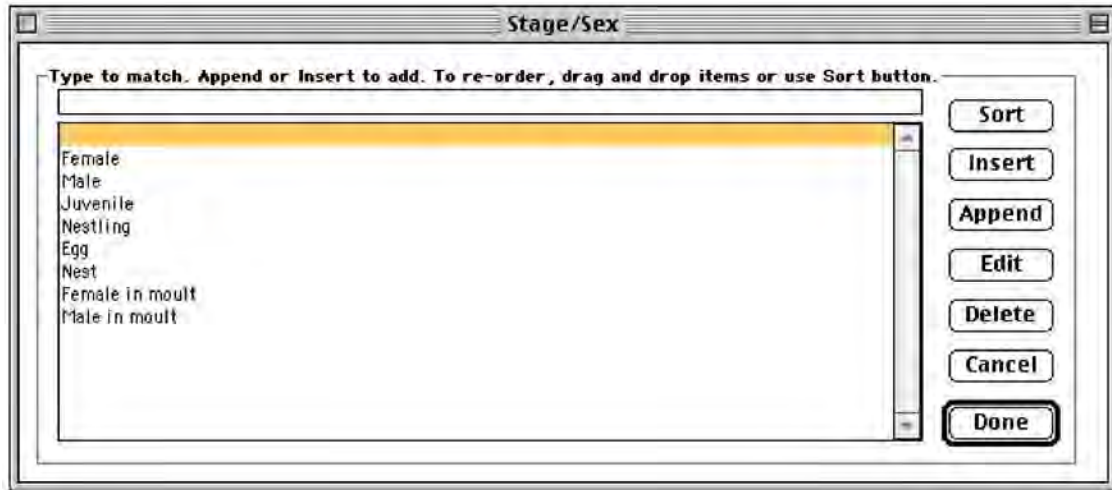 Stage/Sex
Type to match. Append or Insert to add. To re-order, drag and drop items or use Sort button.
Sort
Insert
Append
Edit
Delete
Cancel
Done
Female
Male
Juvenile
Nestling
Egg
Nest
Female in moult
Male in moult